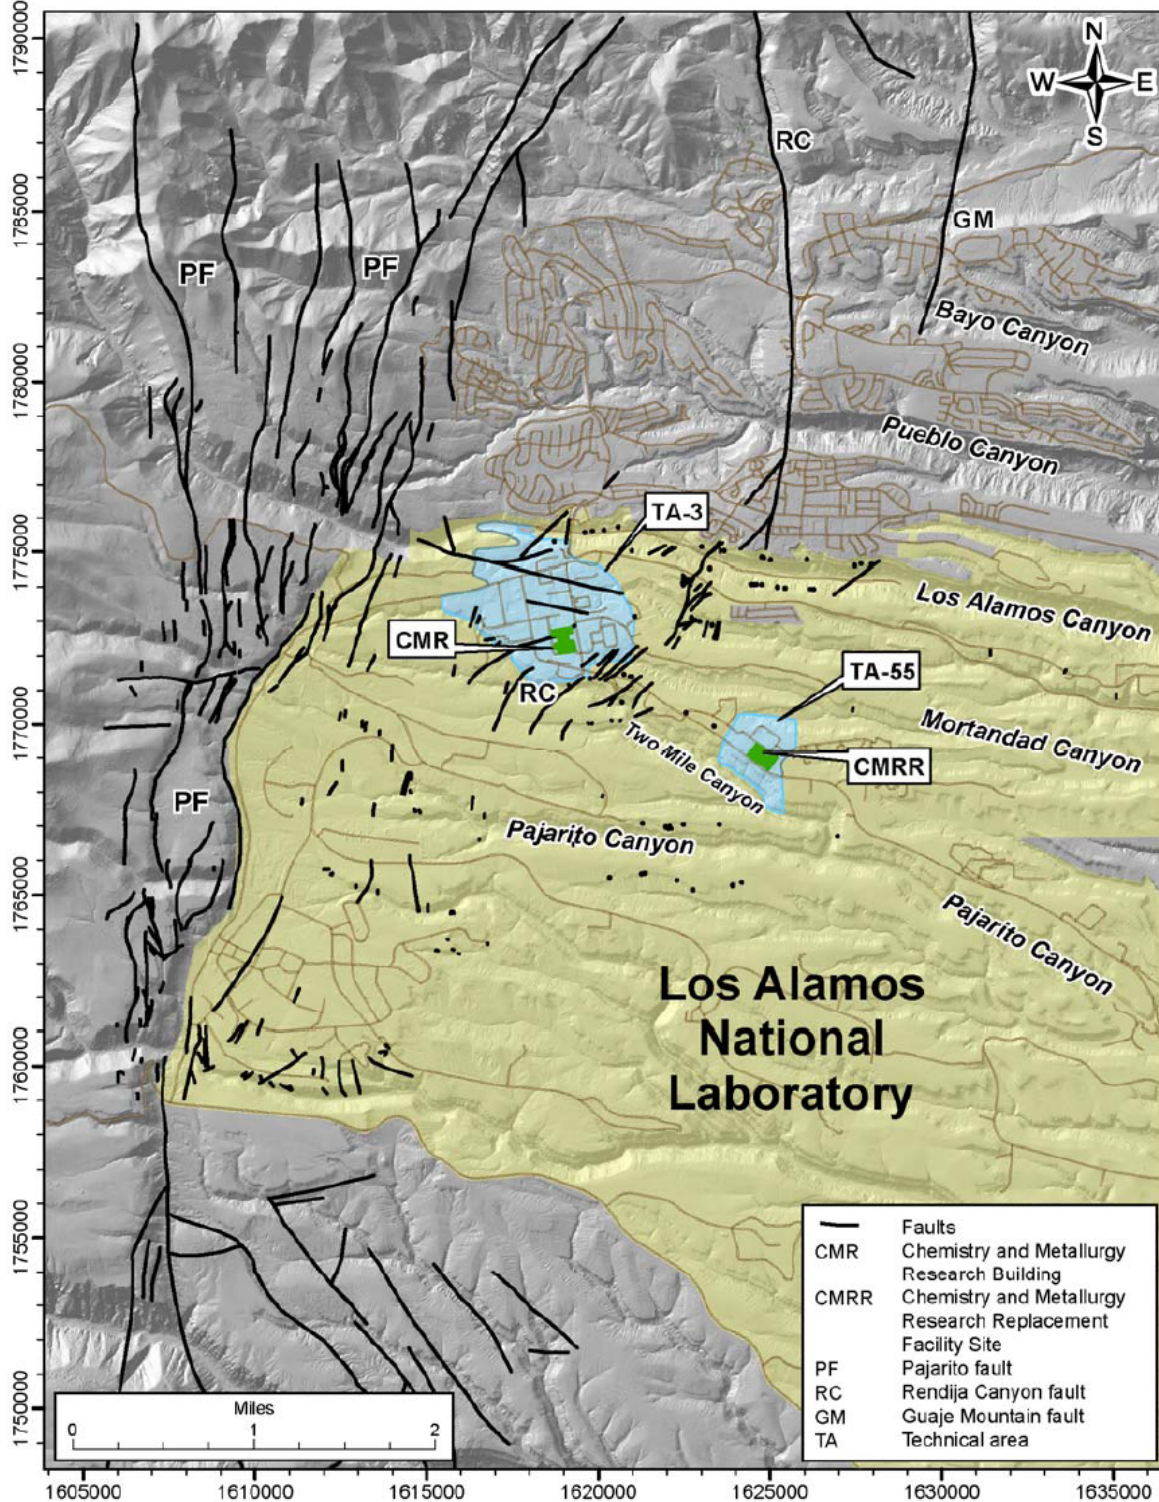 1790000
1785000
1780000
1775000
1770000
1765000
1760000
1755000
1750000
N
W E
S
RC
GM
PF
PF
Bayo Canyon
Pueblo Canyon
TA-3
Los Alamos Canyon
CMR
TA-55
RC
Mortandad Canyon
Two Mile Canyon
CMRR
PF
Pajarito Canyon
Pajarito Canyon
Los Alamos
National
Laboratory
Faults
CMR Chemistry and Metallurgy
Research Building
CMRR Chemistry and Metallurgy
Research Replacement
Facility Site
PF Pajarito fault
RC Rendija Canyon fault
GM Guaje Mountain fault
TA Technical area
Miles
0 1 2
1605000 1610000 1615000 1620000 1625000 1630000 1635000